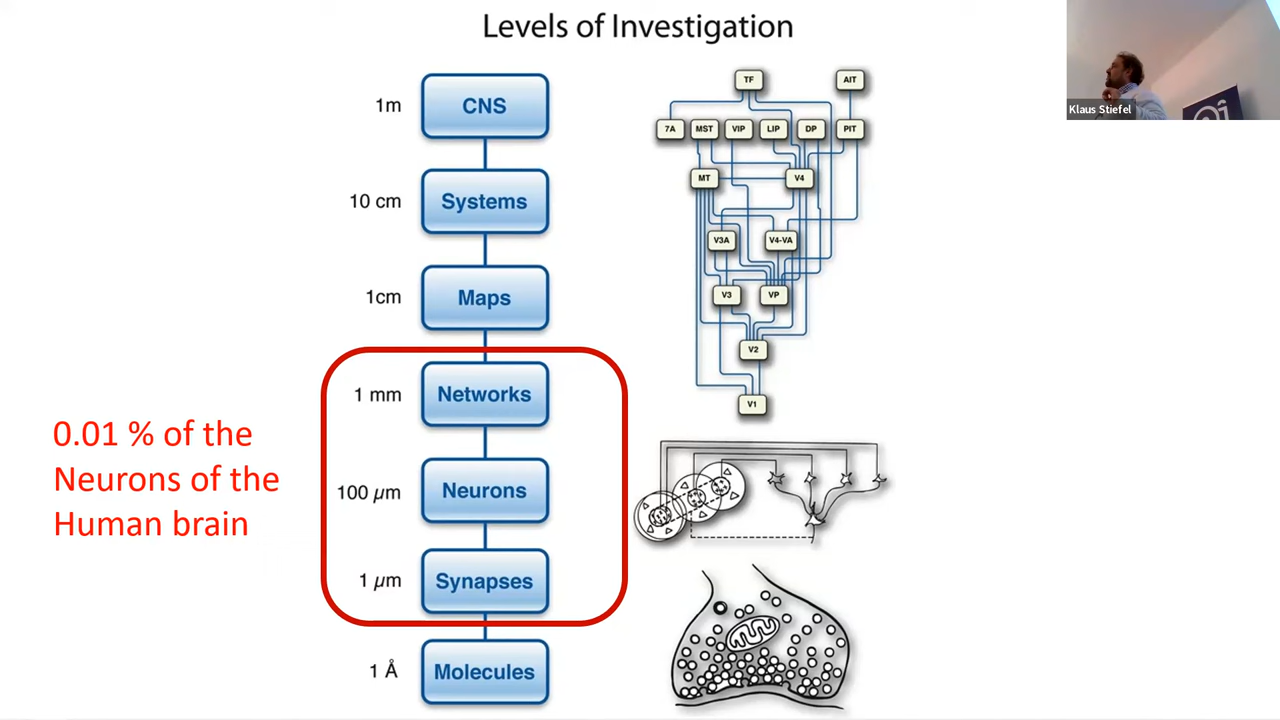 Levels of Investigation
1m
CNS
10 cm
Systems
1cm
Maps
1 mm
Networks
100 µm
Neurons
1 µm
Synapses
1 Å
Molecules
0.01 % of the
Neurons of the
Human brain
TF
AIT
7A
MST
VIP
LIP
DP
PIT
MT
V4
V3A
V4-VA
V3
VP
V2
V1
Klaus Stiefel